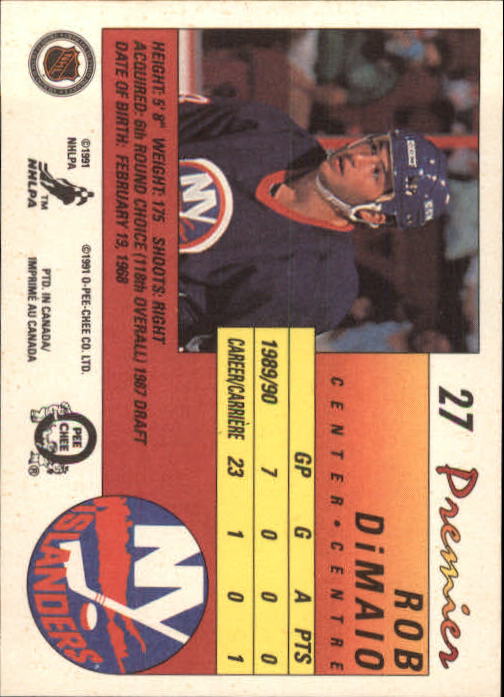 27 Premier
ROB
DiMAIO
CENTER • CENTRE
GP G A PTS
1989/90 7 0 0 0
CAREER/CARRIÈRE 23 1 0 1
HEIGHT: 5' 8" WEIGHT: 175 SHOOTS: RIGHT
ACQUIRED: 6th ROUND CHOICE (118th OVERALL) 1987 DRAFT
DATE OF BIRTH: FEBRUARY 19, 1968
NY
NY
ISLANDERS
NHL
©1991
NHLPA
NHLPA™
©1991 O-PEE-CHEE CO. LTD.
PTD. IN CANADA/
IMPRIMÉ AU CANADA
O
PEE
CHEE
®